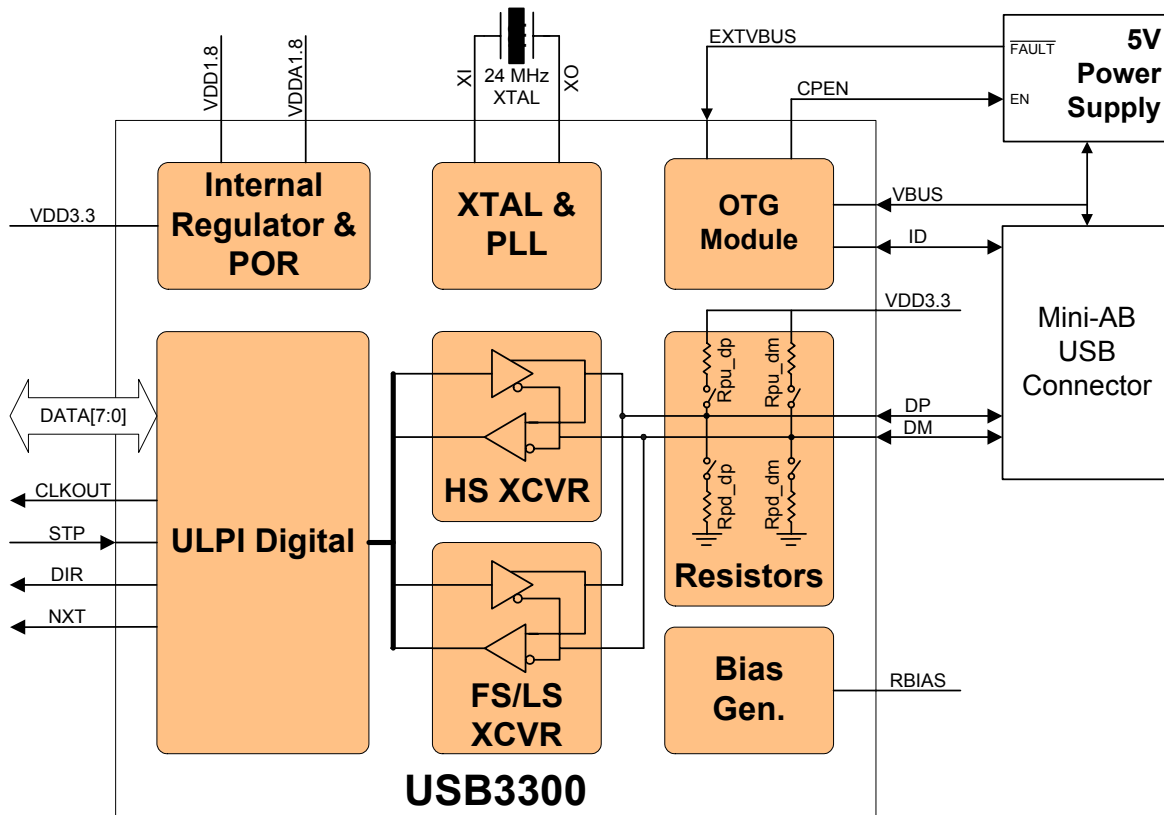 VDD1.8
VDDA1.8
XI
24 MHz
XTAL
XO
EXTVBUS
CPEN
FAULT
EN
5V
Power
Supply
VDD3.3
Internal
Regulator &
POR
XTAL &
PLL
OTG
Module
VBUS
ID
VDD3.3
Mini-AB
USB
Connector
DATA[7:0]
CLKOUT
STP
DIR
NXT
ULPI Digital
HS XCVR
FS/LS
XCVR
Rpu_dp
Rpu_dm
Rpd_dp
Rpd_dm
Resistors
DP
DM
Bias
Gen.
RBIAS
USB3300